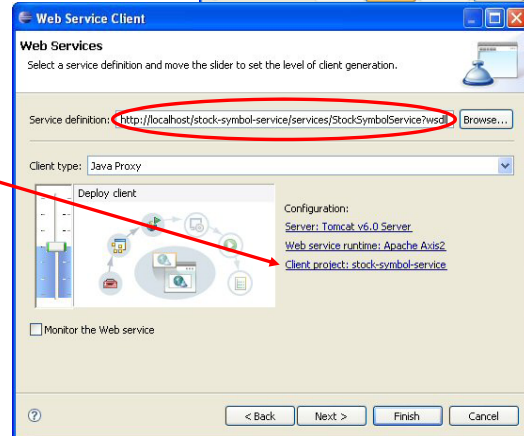 Web Service Client
Web Services
Select a service definition and move the slider to set the level of client generation.
Service definition: http://localhost/stock-symbol-service/services/StockSymbolService?wsdl Browse...
Client type: Java Proxy
Deploy client
Configuration:
Server: Tomcat v6.0 Server
Web service runtime: Apache Axis2
Client project: stock-symbol-service
Monitor the Web service
? < Back Next > Finish Cancel